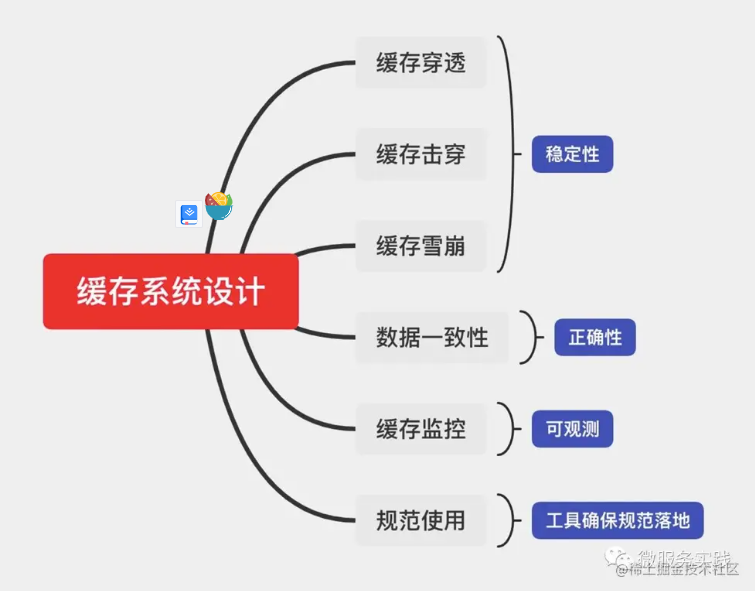 缓存穿透
缓存击穿
稳定性
缓存雪崩
缓存系统设计
数据一致性
正确性
缓存监控
可观测
规范使用
工具确保规范落地
微服务实践
@稀土掘金技术社区